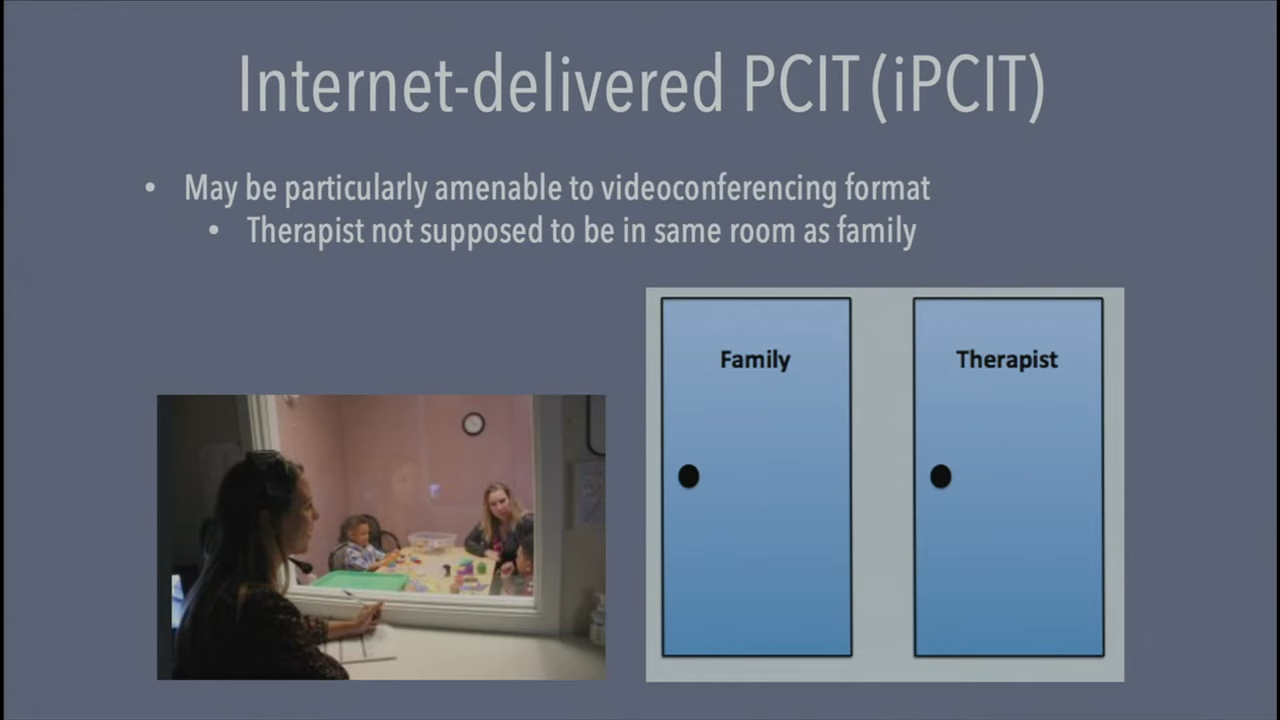 Internet-delivered PCIT (iPCIT)
• May be particularly amenable to videoconferencing format
• Therapist not supposed to be in same room as family
Family
Therapist